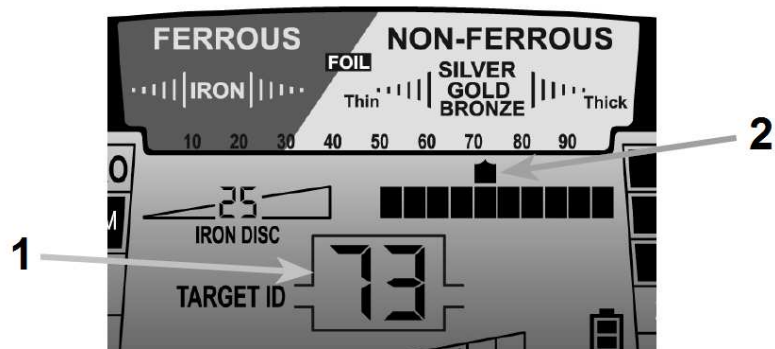 FERROUS NON-FERROUS
FOIL
IRON
Thin SILVER GOLD BRONZE Thick
10 20 30 40 50 60 70 80 90
2
25
IRON DISC
1
TARGET ID 73